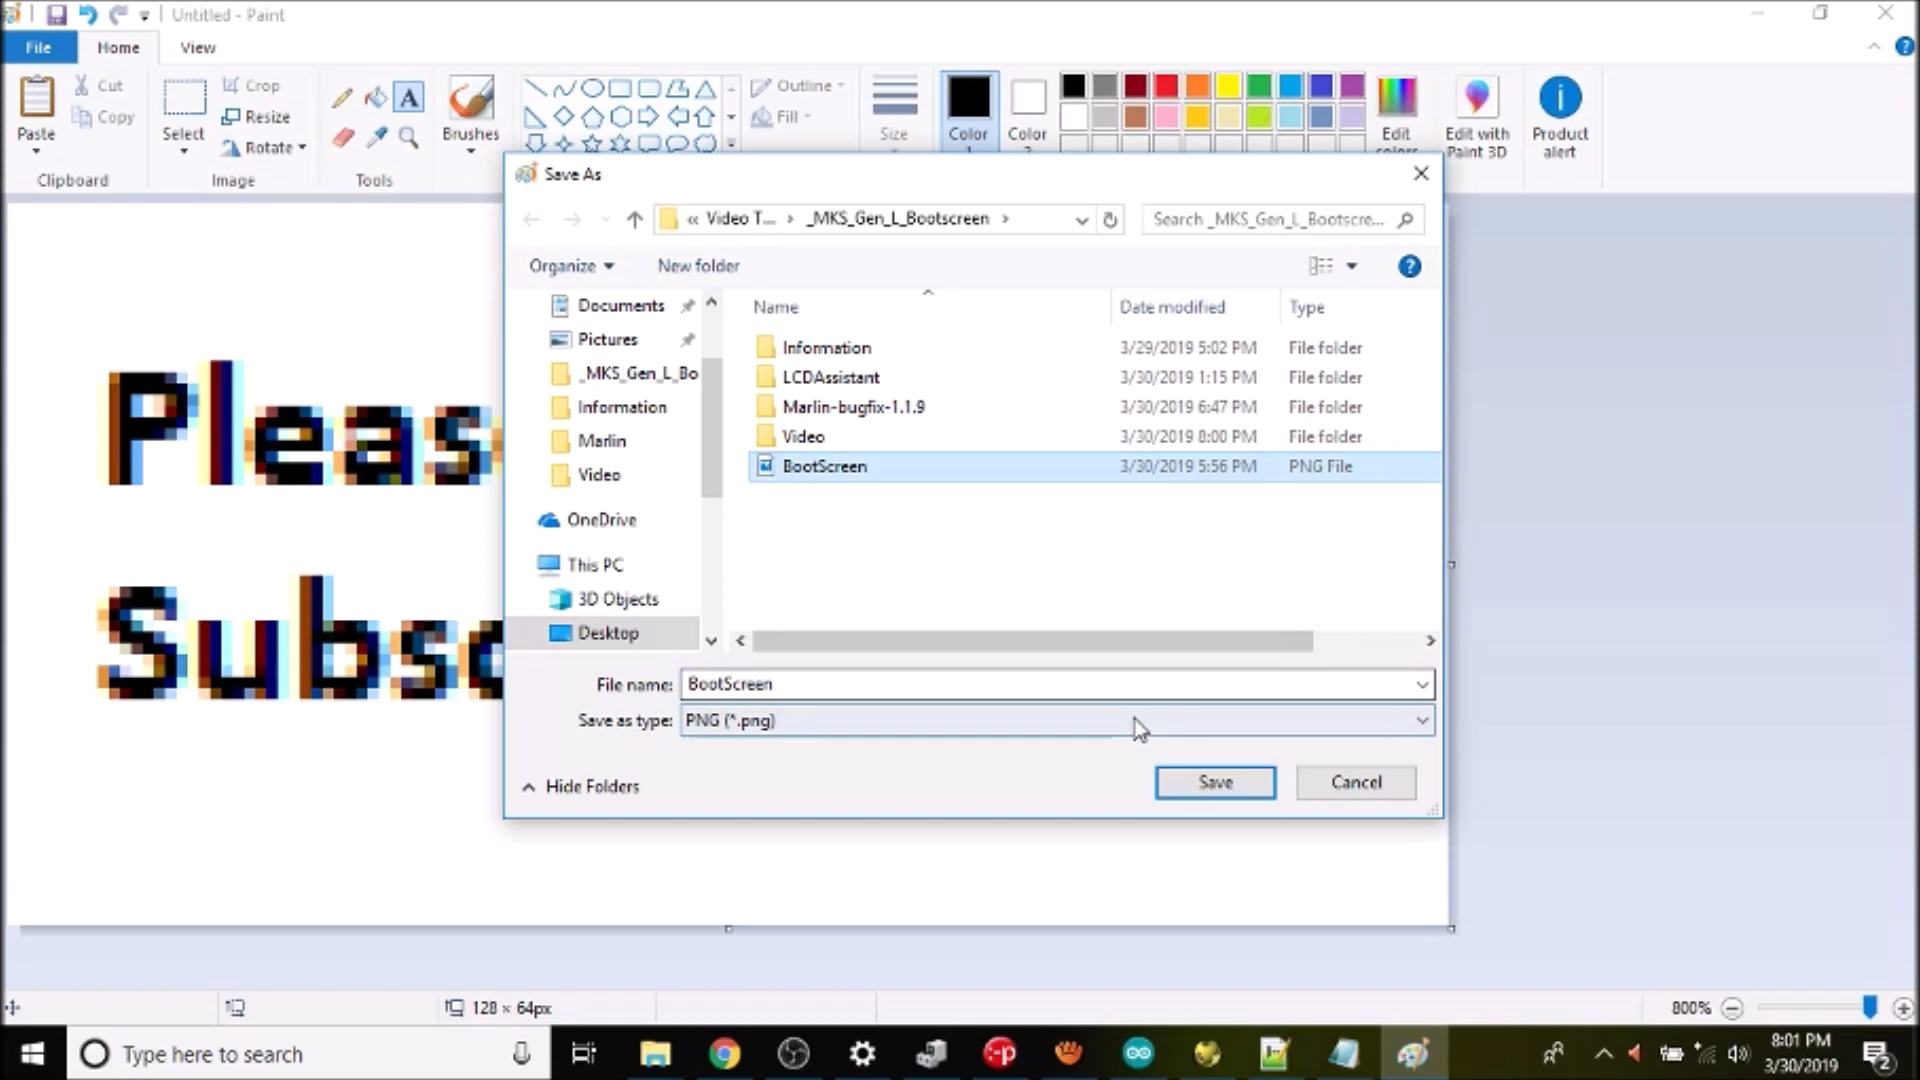 Untitled - Paint
File
Home
View
Paste
Cut
Copy
Clipboard
Select
Crop
Resize
Rotate
Image
A
Tools
Brushes
Outline
Fill
Size
Color
1
Color
Edit
Edit with
Paint 3D
Product
alert
Pleas
Subsc
Save As
« Video T... › _MKS_Gen_L_Bootscreen ›
Search _MKS_Gen_L_Bootscre...
Organize
New folder
Documents
Pictures
_MKS_Gen_L_Bo
Information
Marlin
Video
OneDrive
This PC
3D Objects
Desktop
Name Date modified Type
Information 3/29/2019 5:02 PM File folder
LCDAssistant 3/30/2019 1:15 PM File folder
Marlin-bugfix-1.1.9 3/30/2019 6:47 PM File folder
Video 3/30/2019 8:00 PM File folder
BootScreen 3/30/2019 5:56 PM PNG File
File name: BootScreen
Save as type: PNG (*.png)
Hide Folders
Save
Cancel
128 × 64px
800%
Type here to search
8:01 PM
3/30/2019
2